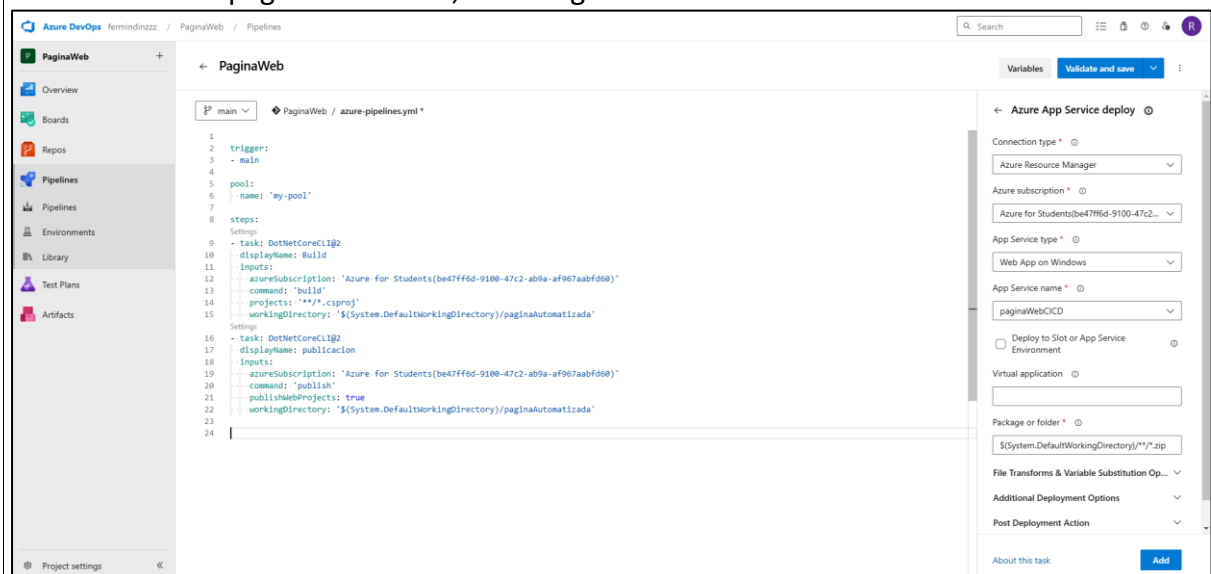 Azure DevOps fermindinzzz / PaginaWeb / Pipelines
Search
R
P PaginaWeb +
Overview
Boards
Repos
Pipelines
Pipelines
Environments
Library
Test Plans
Artifacts
Project settings
← PaginaWeb
Variables
Validate and save
main
PaginaWeb / azure-pipelines.yml *
1
2 trigger:
3 - main
4
5 pool:
6 name: 'my-pool'
7
8 steps:
Settings
9 - task: DotNetCoreCLI@2
10 displayName: Build
11 inputs:
12 azureSubscription: 'Azure for Students(be47ff6d-9100-47c2-ab9a-af967aabfd60)'
13 command: 'build'
14 projects: '**/*.csproj'
15 workingDirectory: '$(System.DefaultWorkingDirectory)/paginaAutomatizada'
Settings
16 - task: DotNetCoreCLI@2
17 displayName: publicacion
18 inputs:
19 azureSubscription: 'Azure for Students(be47ff6d-9100-47c2-ab9a-af967aabfd60)'
20 command: 'publish'
21 publishWebProjects: true
22 workingDirectory: '$(System.DefaultWorkingDirectory)/paginaAutomatizada'
23
24
← Azure App Service deploy
Connection type *
Azure Resource Manager
Azure subscription *
Azure for Students(be47ff6d-9100-47c2...
App Service type *
Web App on Windows
App Service name *
paginaWebCICD
Deploy to Slot or App Service
Environment
Virtual application
Package or folder *
$(System.DefaultWorkingDirectory)/**/*.zip
File Transforms & Variable Substitution Op...
Additional Deployment Options
Post Deployment Action
About this task
Add